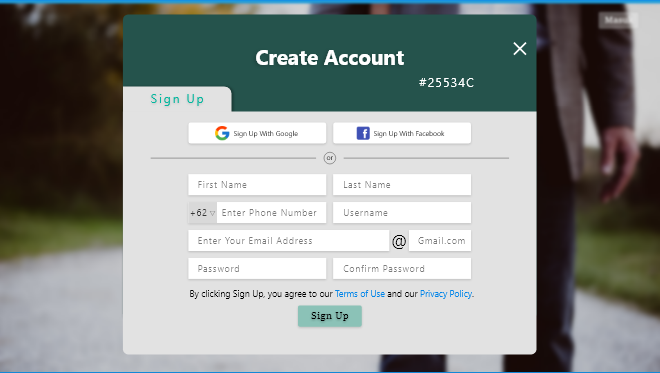 Create Account
#25534C
Sign Up
Sign Up With Google
Sign Up With Facebook
or
First Name
Last Name
+62
Enter Phone Number
Username
Enter Your Email Address
@
Gmail.com
Password
Confirm Password
By clicking Sign Up, you agree to our Terms of Use and our Privacy Policy.
Sign Up